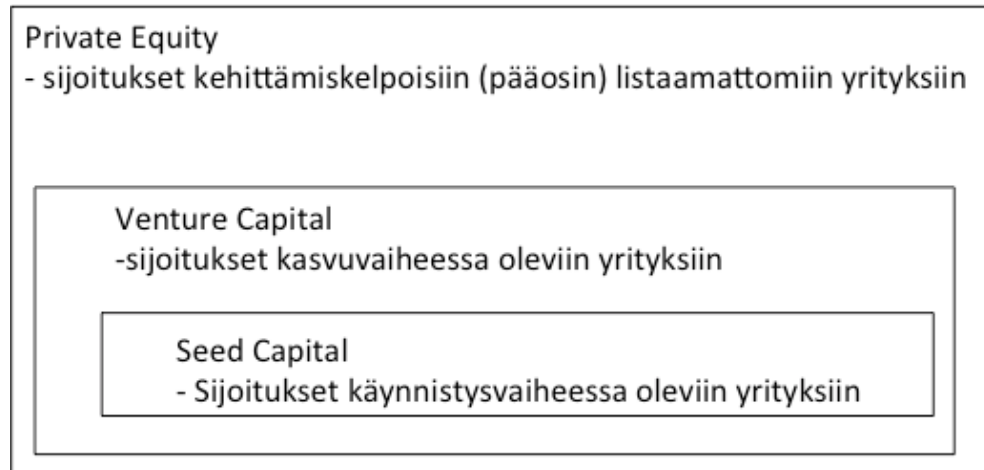 Private Equity
- sijoitukset kehittämiskelpoisiin (pääosin) listaamattomiin yrityksiin
Venture Capital
-sijoitukset kasvuvaiheessa oleviin yrityksiin
Seed Capital
- Sijoitukset käynnistysvaiheessa oleviin yrityksiin